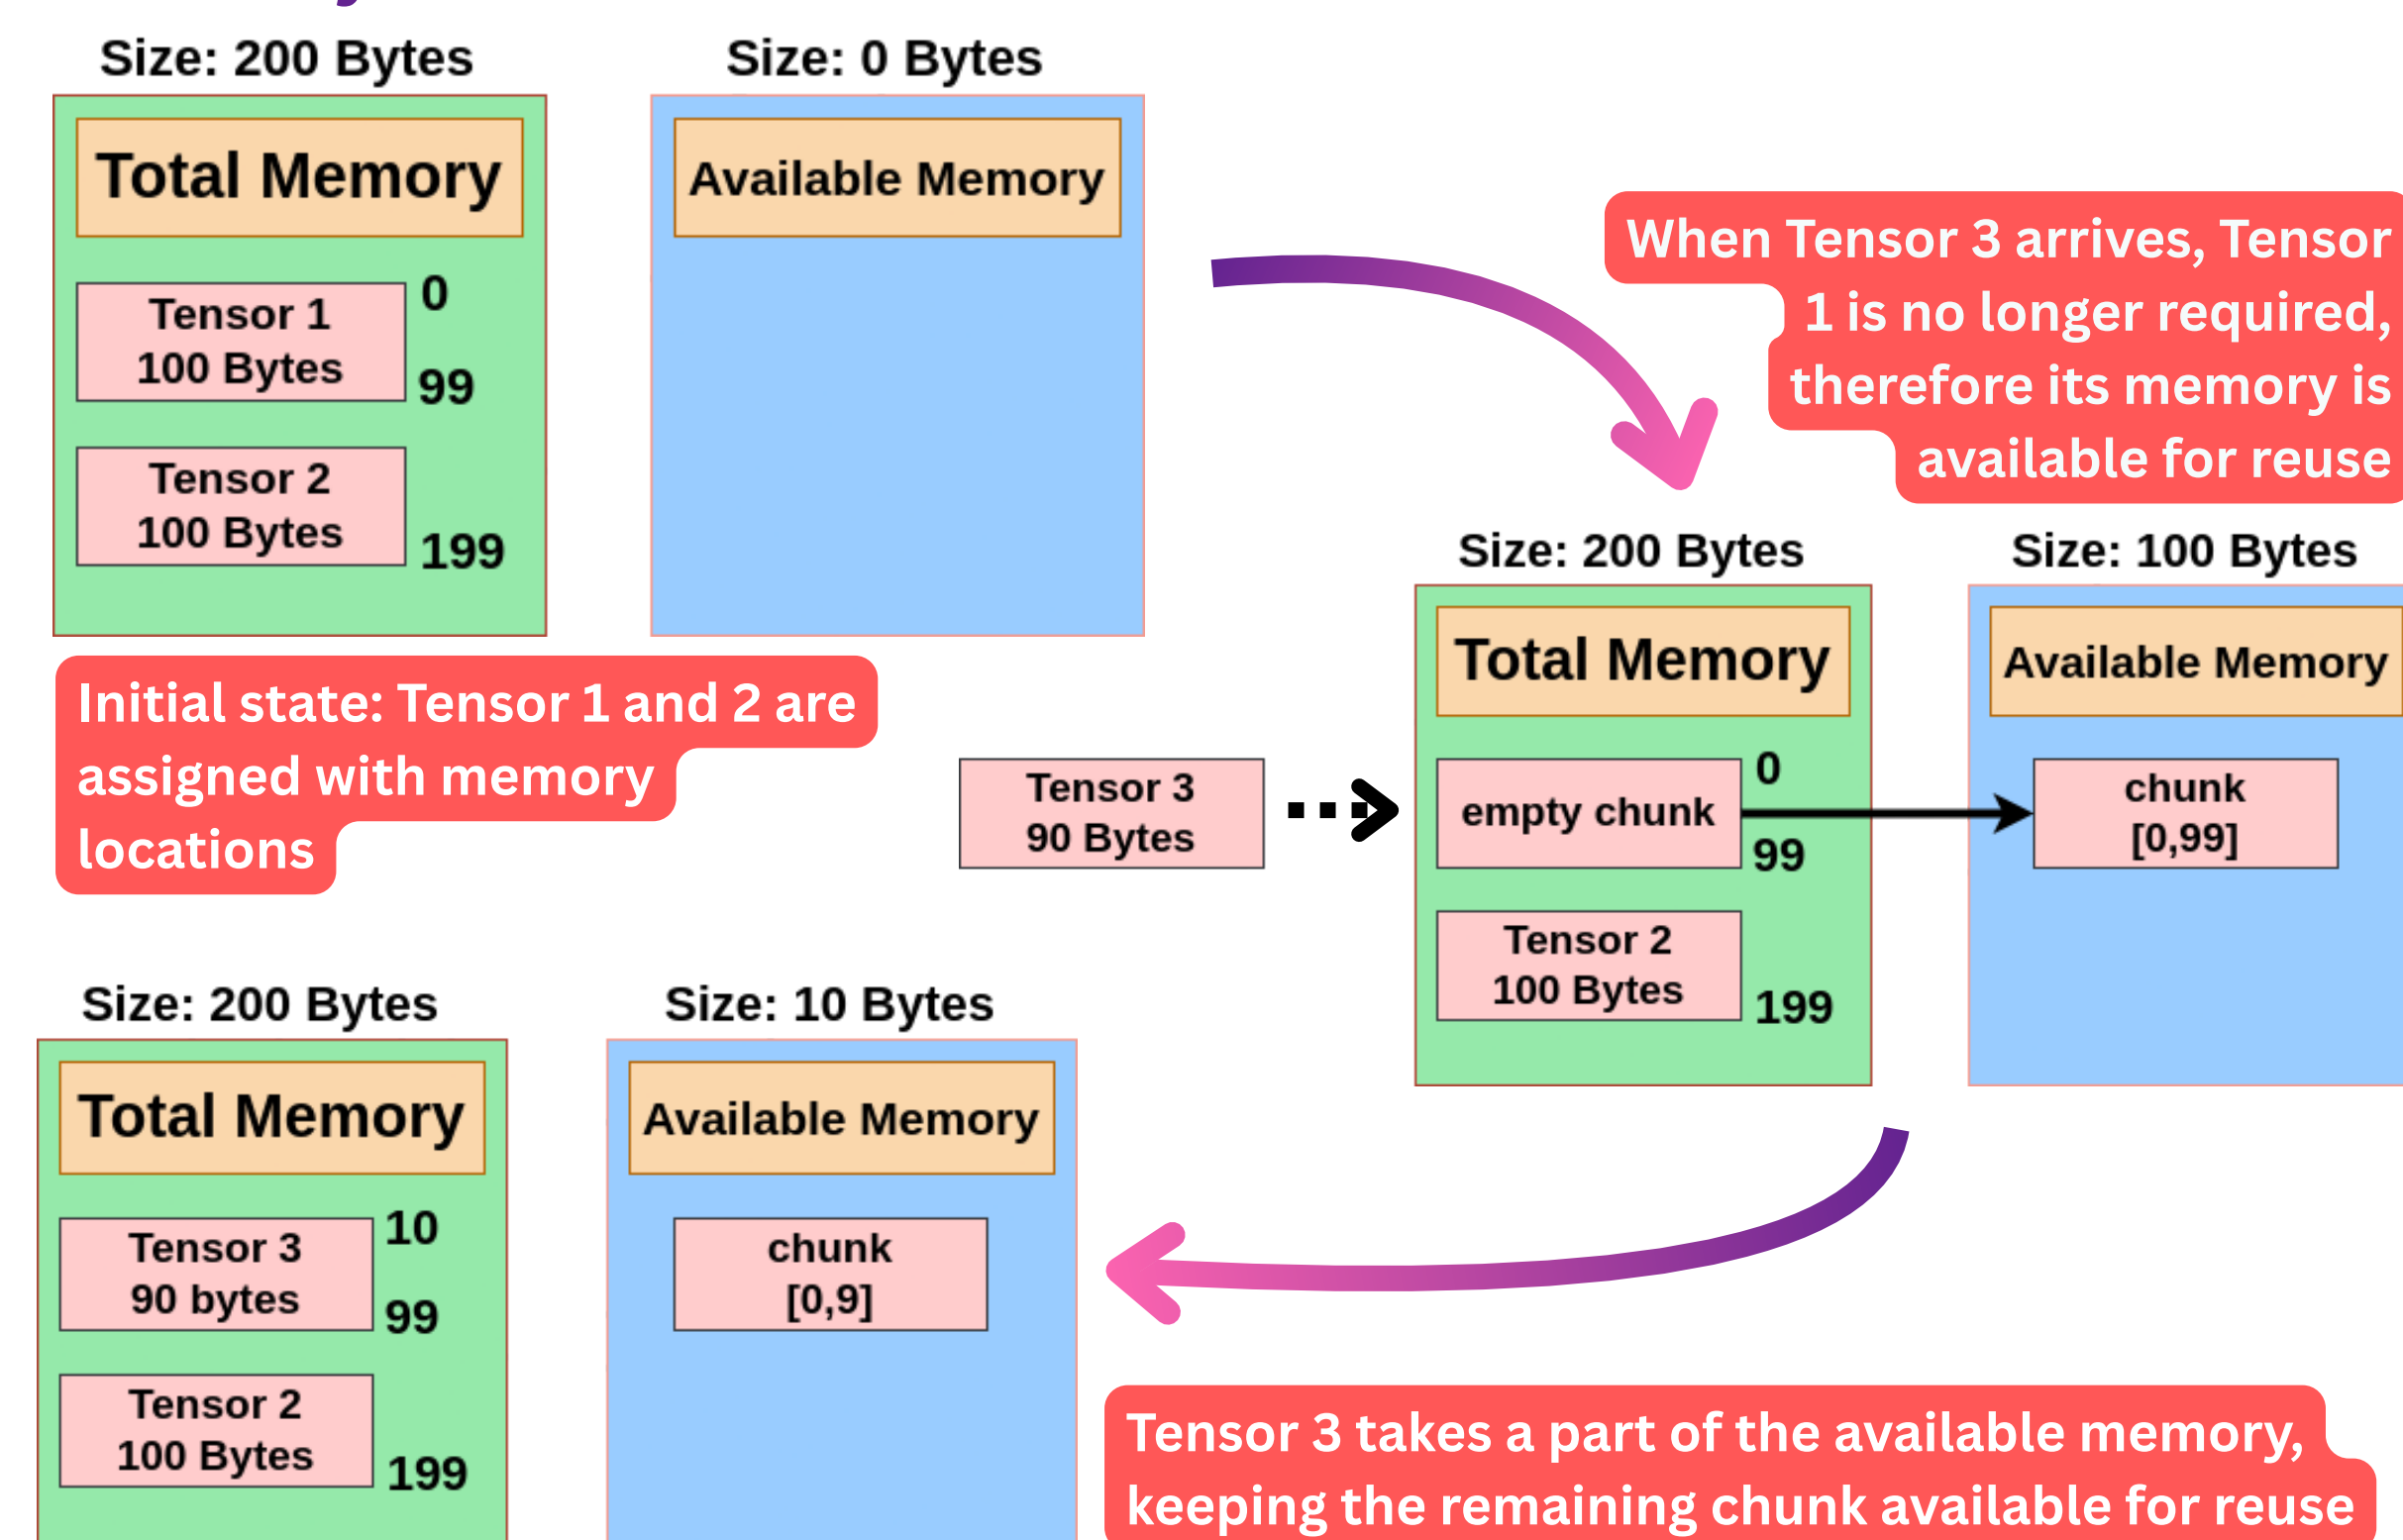 Size: 200 Bytes
Size: 0 Bytes
Total Memory
Available Memory
Tensor 1
100 Bytes
0
99
Tensor 2
100 Bytes
199
When Tensor 3 arrives, Tensor
1 is no longer required,
therefore its memory is
available for reuse
Initial state: Tensor 1 and 2 are
assigned with memory
locations
Size: 200 Bytes
Size: 100 Bytes
Total Memory
Available Memory
Tensor 3
90 Bytes
empty chunk
0
99
chunk
[0,99]
Tensor 2
100 Bytes
199
Size: 200 Bytes
Size: 10 Bytes
Total Memory
Available Memory
Tensor 3
90 bytes
10
99
chunk
[0,9]
Tensor 2
100 Bytes
199
Tensor 3 takes a part of the available memory,
keeping the remaining chunk available for reuse